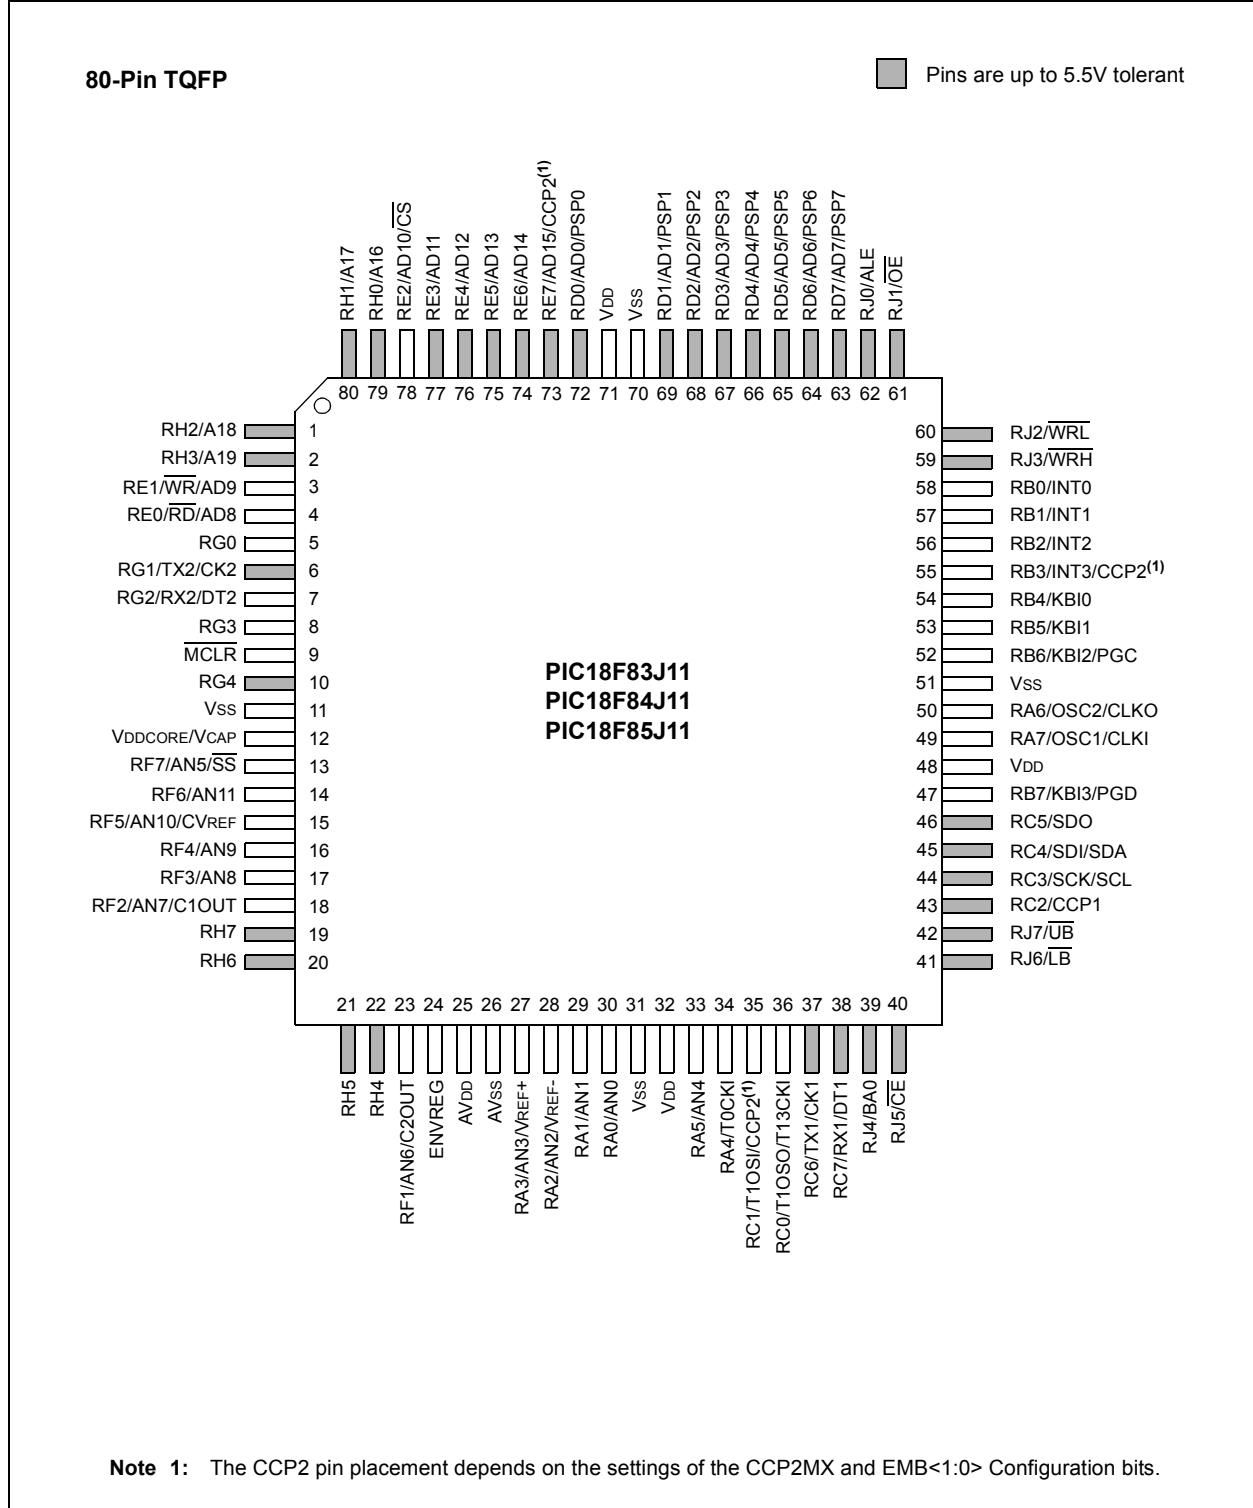 80-Pin TQFP
Pins are up to 5.5V tolerant
RH1/A17
RH0/A16
RE2/AD10/CS
RE3/AD11
RE4/AD12
RE5/AD13
RE6/AD14
RE7/AD15/CCP2(1)
RD0/AD0/PSP0
VDD
VSS
RD1/AD1/PSP1
RD2/AD2/PSP2
RD3/AD3/PSP3
RD4/AD4/PSP4
RD5/AD5/PSP5
RD6/AD6/PSP6
RD7/AD7/PSP7
RJ0/ALE
RJ1/OE
80 79 78 77 76 75 74 73 72 71 70 69 68 67 66 65 64 63 62 61
RH2/A18 1
RH3/A19 2
RE1/WR/AD9 3
RE0/RD/AD8 4
RG0 5
RG1/TX2/CK2 6
RG2/RX2/DT2 7
RG3 8
MCLR 9
RG4 10
VSS 11
VDDCORE/VCAP 12
RF7/AN5/SS 13
RF6/AN11 14
RF5/AN10/CVREF 15
RF4/AN9 16
RF3/AN8 17
RF2/AN7/C1OUT 18
RH7 19
RH6 20
PIC18F83J11
PIC18F84J11
PIC18F85J11
60 RJ2/WRL
59 RJ3/WRH
58 RB0/INT0
57 RB1/INT1
56 RB2/INT2
55 RB3/INT3/CCP2(1)
54 RB4/KBI0
53 RB5/KBI1
52 RB6/KBI2/PGC
51 VSS
50 RA6/OSC2/CLKO
49 RA7/OSC1/CLKI
48 VDD
47 RB7/KBI3/PGD
46 RC5/SDO
45 RC4/SDI/SDA
44 RC3/SCK/SCL
43 RC2/CCP1
42 RJ7/UB
41 RJ6/LB
21 22 23 24 25 26 27 28 29 30 31 32 33 34 35 36 37 38 39 40
RH5
RH4
RF1/AN6/C2OUT
ENVREG
AVDD
AVSS
RA3/AN3/VREF+
RA2/AN2/VREF-
RA1/AN1
RA0/AN0
VSS
VDD
RA5/AN4
RA4/T0CKI
RC1/T1OSI/CCP2(1)
RC0/T1OSO/T13CKI
RC6/TX1/CK1
RC7/RX1/DT1
RJ4/BA0
RJ5/CE
Note 1: The CCP2 pin placement depends on the settings of the CCP2MX and EMB<1:0> Configuration bits.